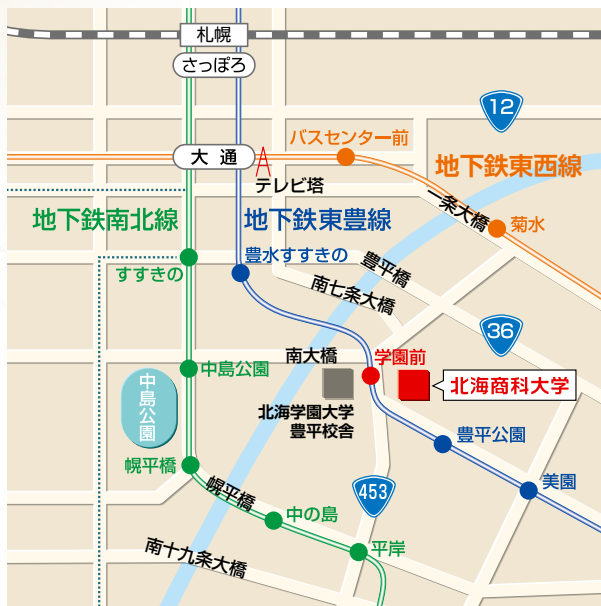 札幌
さっぽろ
12
バスセンター前
大通
地下鉄東西線
テレビ塔
一条大橋
菊水
地下鉄南北線
地下鉄東豊線
豊水すすきの
すすきの
豊平橋
南七条大橋
36
南大橋
学園前
中島公園
北海商科大学
中島公園
北海学園大学
豊平校舎
豊平公園
幌平橋
幌平橋
453
美園
中の島
南十九条大橋
平岸